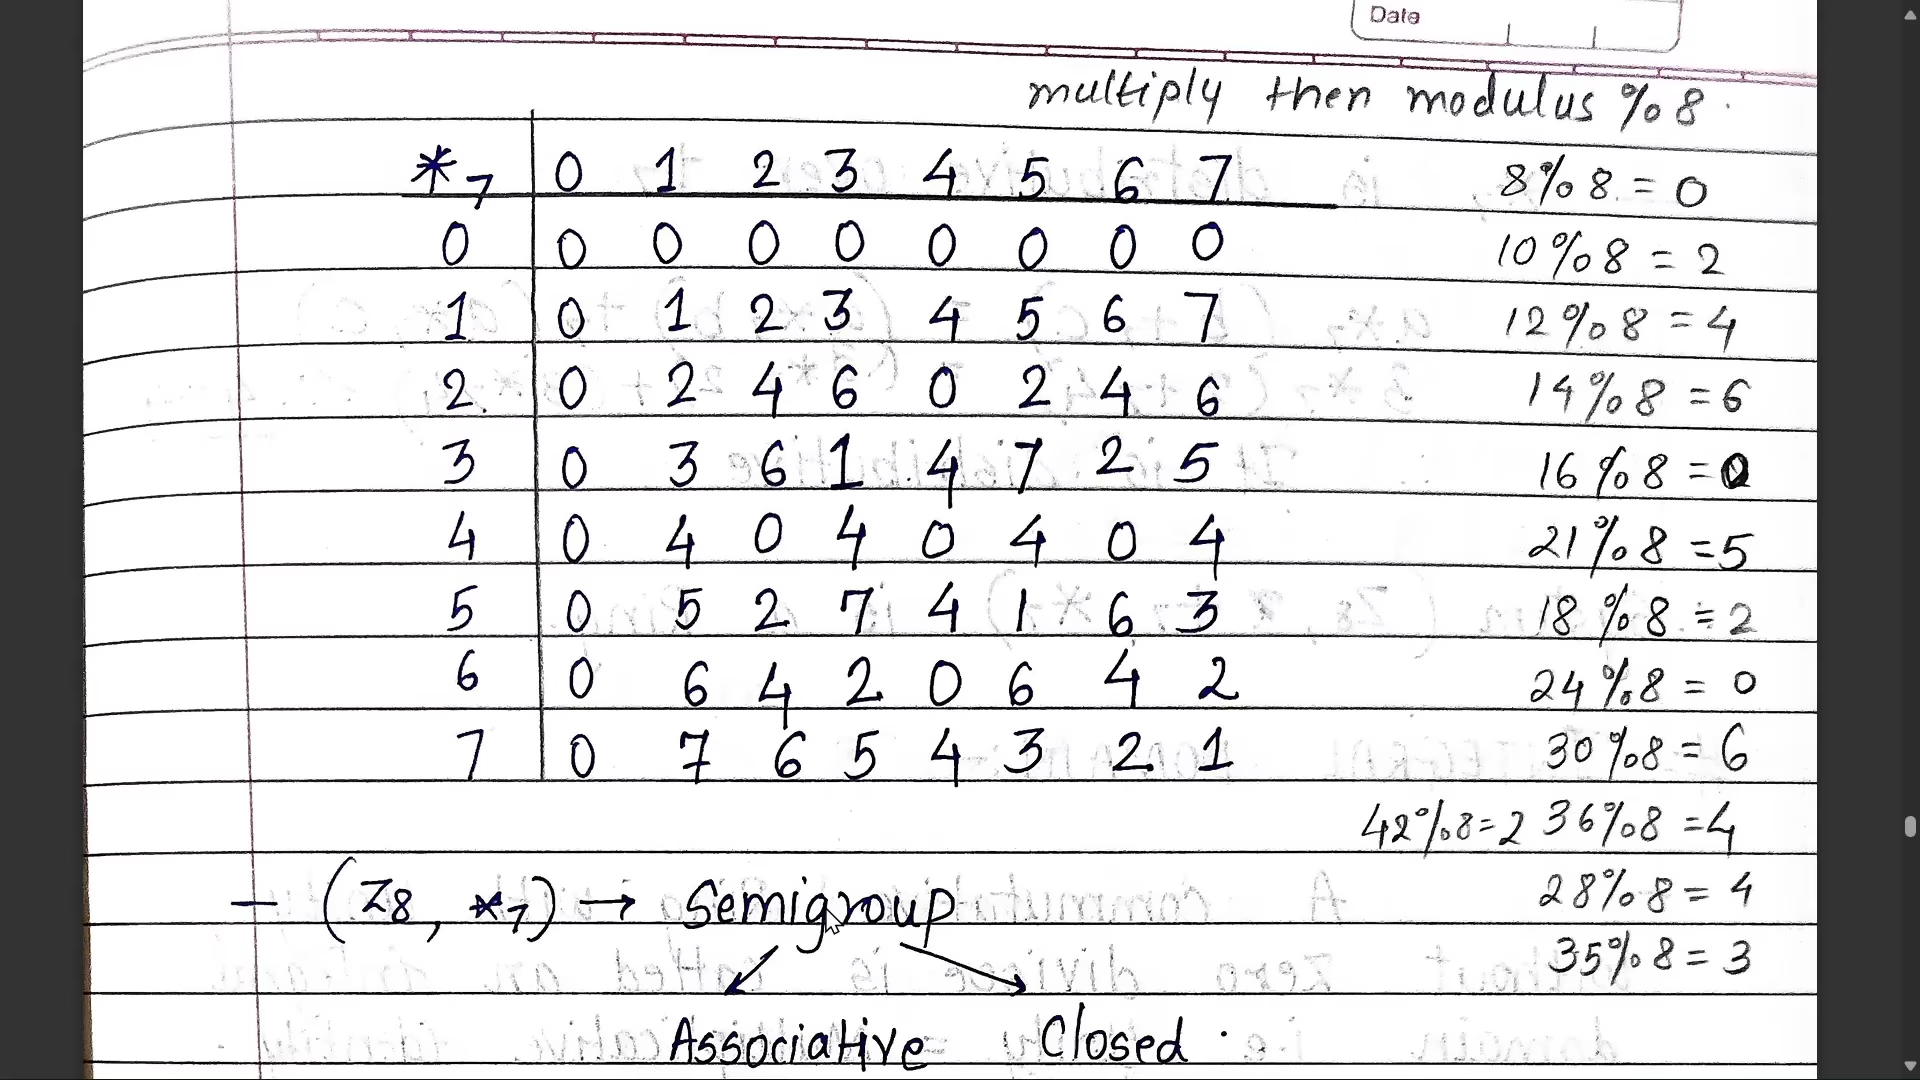 Date
multiply then modulus % 8.
*7 0 1 2 3 4 5 6 7
0 0 0 0 0 0 0 0 0
1 0 1 2 3 4 5 6 7
2 0 2 4 6 0 2 4 6
3 0 3 6 1 4 7 2 5
4 0 4 0 4 0 4 0 4
5 0 5 2 7 4 1 6 3
6 0 6 4 2 0 6 4 2
7 0 7 6 5 4 3 2 1
8%8 = 0
10%8 = 2
12%8 = 4
14%8 = 6
16%8 = 0
21%8 = 5
18%8 = 2
24%8 = 0
30%8 = 6
42%8=2 36%8 = 4
28%8 = 4
35%8 = 3
- (Z8, *7) → Semigroup
Associative Closed.